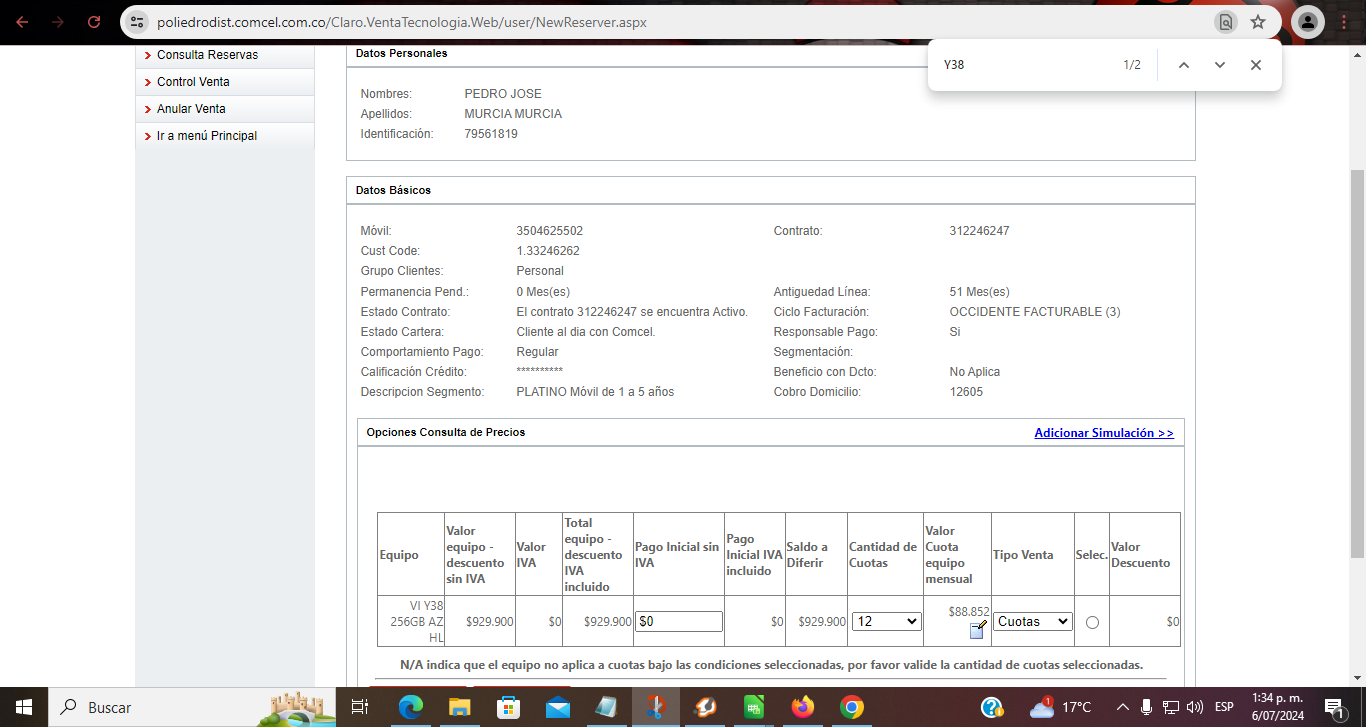 poliedrodist.comcel.com.co/Claro.VentaTecnologia.Web/user/NewReserver.aspx
Y38
1/2
Consulta Reservas
Control Venta
Anular Venta
Ir a menú Principal
Datos Personales
Nombres: PEDRO JOSE
Apellidos: MURCIA MURCIA
Identificación: 79561819
Datos Básicos
Móvil: 3504625502 Contrato: 312246247
Cust Code: 1.33246262
Grupo Clientes: Personal
Permanencia Pend.: 0 Mes(es) Antiguedad Línea: 51 Mes(es)
Estado Contrato: El contrato 312246247 se encuentra Activo. Ciclo Facturación: OCCIDENTE FACTURABLE (3)
Estado Cartera: Cliente al dia con Comcel. Responsable Pago: Si
Comportamiento Pago: Regular Segmentación:
Calificación Crédito: ********** Beneficio con Dcto: No Aplica
Descripcion Segmento: PLATINO Móvil de 1 a 5 años Cobro Domicilio: 12605
Opciones Consulta de Precios Adicionar Simulación >>
Equipo
Valor
equipo -
descuento
sin IVA
Valor
IVA
Total
equipo -
descuento
IVA
incluido
Pago Inicial sin
IVA
Pago
Inicial IVA
incluido
Saldo a
Diferir
Cantidad de
Cuotas
Valor
Cuota
equipo
mensual
Tipo Venta
Selec.
Valor
Descuento
VI Y38
256GB AZ
HL
$929.900
$0
$929.900
$0
$0
$929.900
12
$88.852
Cuotas
$0
N/A indica que el equipo no aplica a cuotas bajo las condiciones seleccionadas, por favor valide la cantidad de cuotas seleccionadas.
Buscar
17°C
ESP
1:34 p. m.
6/07/2024
1
1